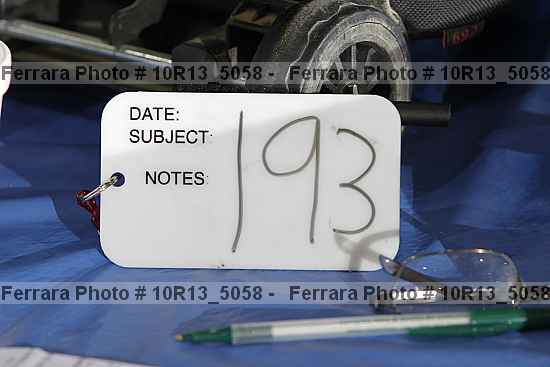 Ferrara Photo # 10R13_5058 - Ferrara Photo # 10R13_5058
DATE:
SUBJECT:
NOTES:
193
Ferrara Photo # 10R13_5058 - Ferrara Photo # 10R13_5058